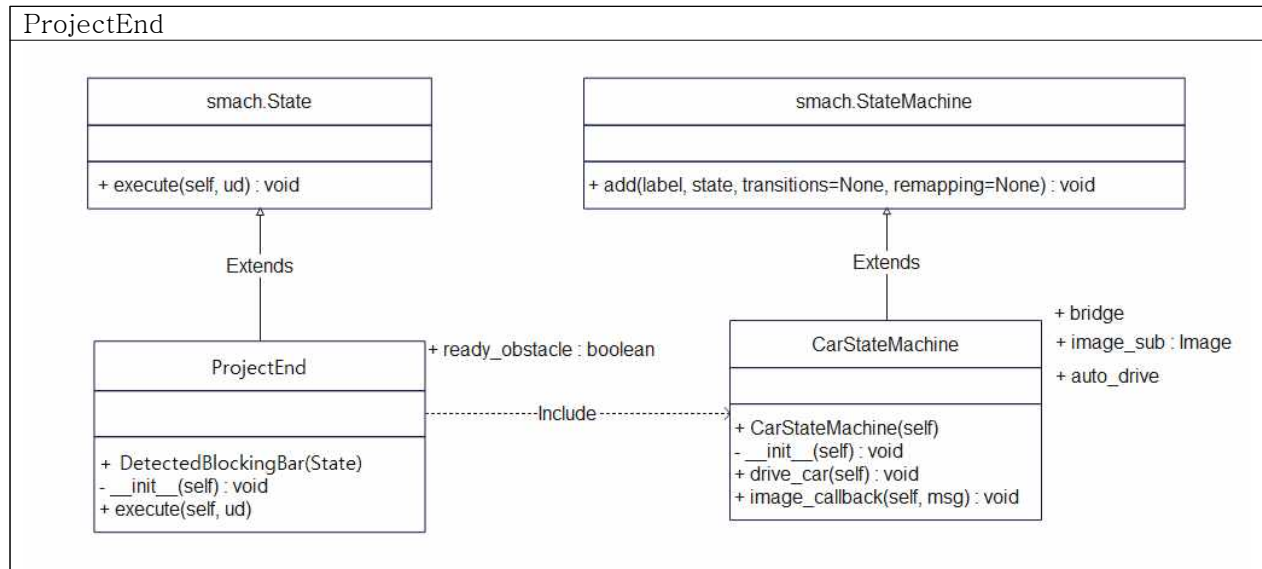 ProjectEnd
smach.State
+ execute(self, ud) : void
smach.StateMachine
+ add(label, state, transitions=None, remapping=None) : void
Extends
Extends
ProjectEnd
+ ready_obstacle : boolean
+ DetectedBlockingBar(State)
- __init__(self) : void
+ execute(self, ud)
Include
CarStateMachine
+ bridge
+ image_sub : Image
+ auto_drive
+ CarStateMachine(self)
- __init__(self) : void
+ drive_car(self) : void
+ image_callback(self, msg) : void